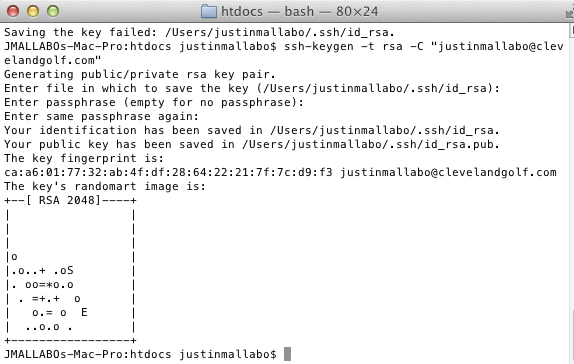 htdocs — bash — 80×24
Saving the key failed: /Users/justinmallabo/.ssh/id_rsa.
JMALLABOs-Mac-Pro:htdocs justinmallabo$ ssh-keygen -t rsa -C "justinmallabo@clev
elandgolf.com"
Generating public/private rsa key pair.
Enter file in which to save the key (/Users/justinmallabo/.ssh/id_rsa):
Enter passphrase (empty for no passphrase):
Enter same passphrase again:
Your identification has been saved in /Users/justinmallabo/.ssh/id_rsa.
Your public key has been saved in /Users/justinmallabo/.ssh/id_rsa.pub.
The key fingerprint is:
ca:a6:01:77:32:ab:4f:df:28:64:22:21:7f:7c:d9:f3 justinmallabo@clevelandgolf.com
The key's randomart image is:
+--[ RSA 2048]----+
|                 |
|                 |
|                 |
|o                |
|.o..+ .oS        |
|. oo=*o.o        |
| . =+.+  o       |
|   o.= o  E      |
|  ..o.o .        |
+-----------------+
JMALLABOs-Mac-Pro:htdocs justinmallabo$